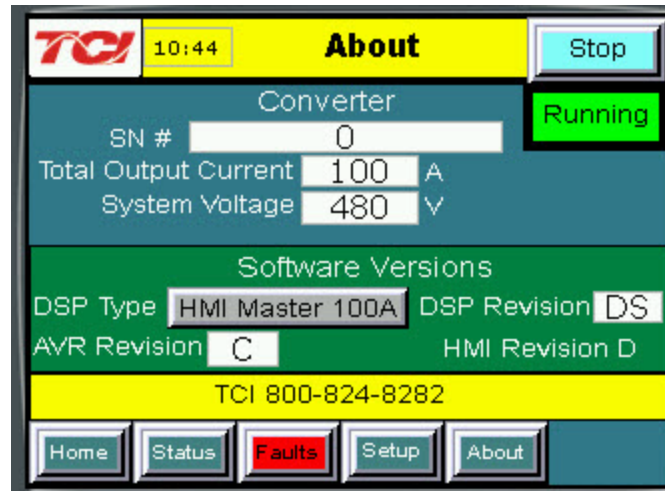 TCI 10:44 About Stop
Converter
Running
SN # 0
Total Output Current 100 A
System Voltage 480 V
Software Versions
DSP Type HMI Master 100A DSP Revision DS
AVR Revision C HMI Revision D
TCI 800-824-8282
Home Status Faults Setup About